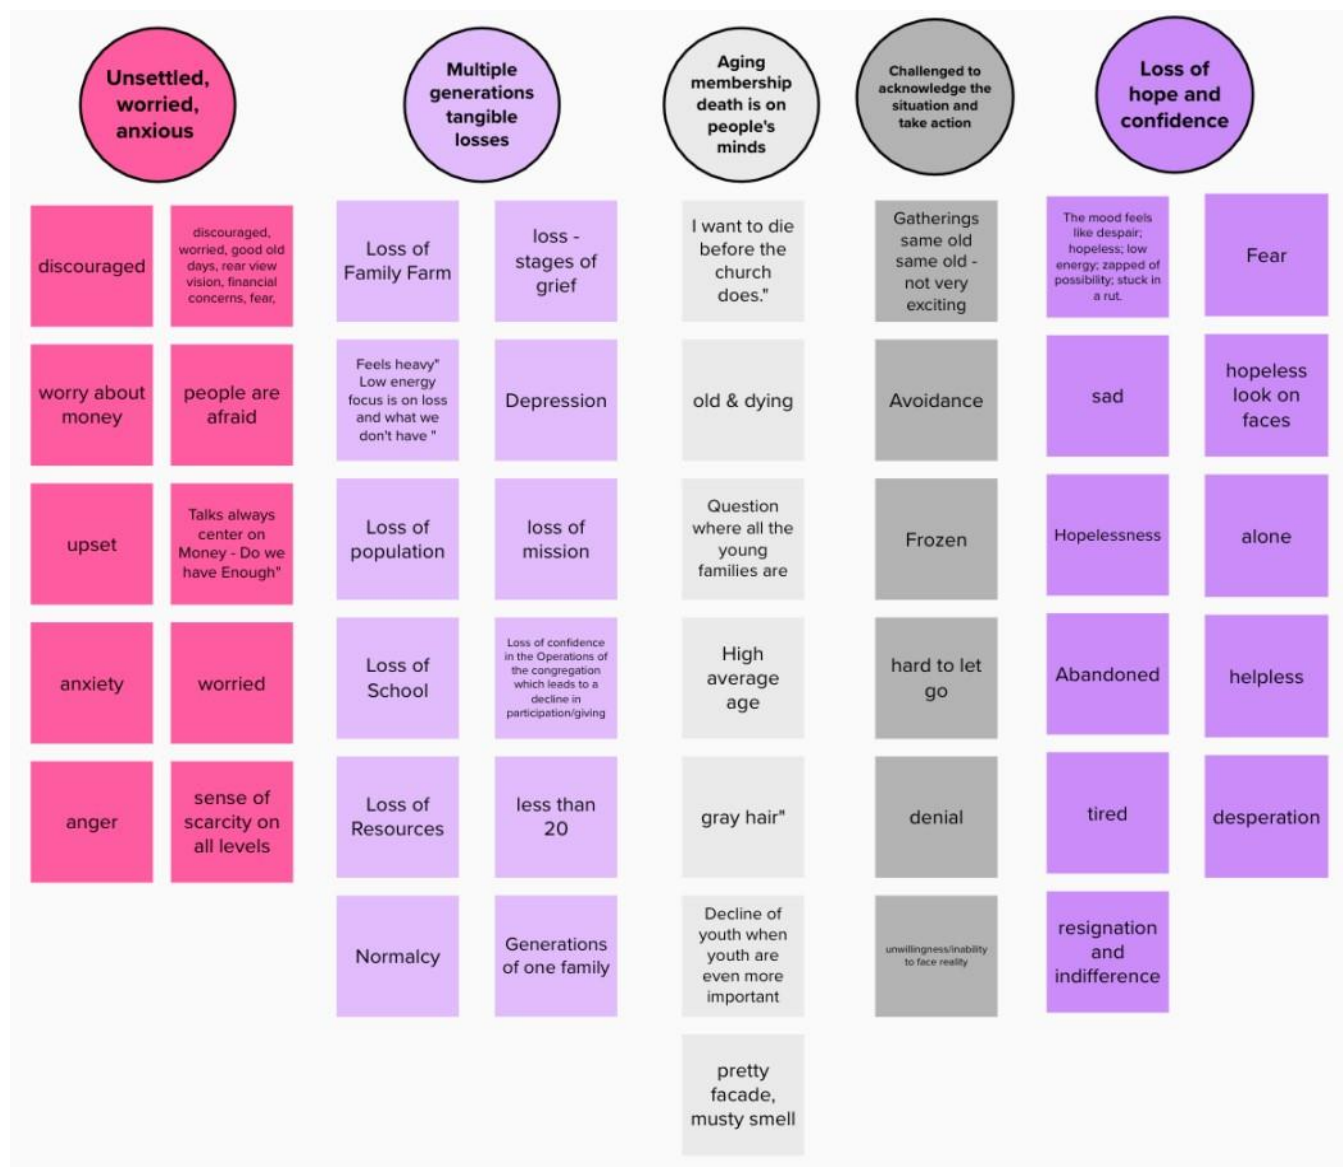 Unsettled,
worried,
anxious
discouraged
discouraged,
worried, good old
days, rear view
vision, financial
concerns, fear,
worry about
money
people are
afraid
upset
Talks always
center on
Money - Do we
have Enough"
anxiety
worried
anger
sense of
scarcity on
all levels
Multiple
generations
tangible
losses
Loss of
Family Farm
loss -
stages of
grief
Feels heavy"
Low energy
focus is on loss
and what we
don't have "
Depression
Loss of
population
loss of
mission
Loss of
School
Loss of confidence
in the Operations of
the congregation
which leads to a
decline in
participation/giving
Loss of
Resources
less than
20
Normalcy
Generations
of one family
Aging
membership
death is on
people's
minds
I want to die
before the
church
does."
old & dying
Question
where all the
young
families are
High
average
age
gray hair"
Decline of
youth when
youth are
even more
important
pretty
facade,
musty smell
Challenged to
acknowledge the
situation and
take action
Gatherings
same old
same old -
not very
exciting
Avoidance
Frozen
hard to let
go
denial
unwillingness/inability
to face reality
Loss of
hope and
confidence
The mood feels
like despair;
hopeless; low
energy; zapped of
possibility; stuck in
a rut.
Fear
sad
hopeless
look on
faces
Hopelessness
alone
Abandoned
helpless
tired
desperation
resignation
and
indifference